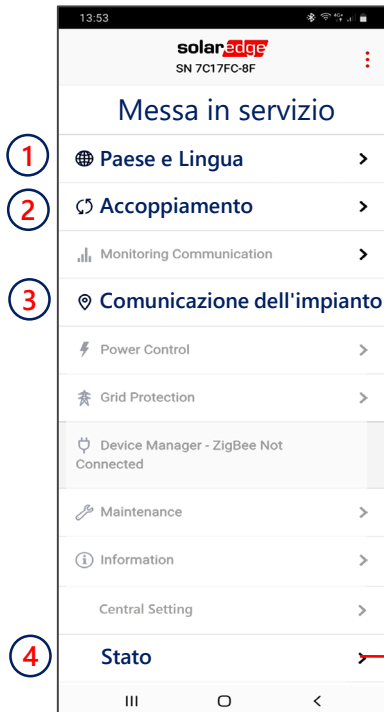 13:53
solaredge
SN 7C17FC-8F
Messa in servizio
1 Paese e Lingua
2 Accoppiamento
Monitoring Communication
3 Comunicazione dell'impianto
Power Control
Grid Protection
Device Manager - ZigBee Not
Connected
Maintenance
Information
Central Setting
4 Stato